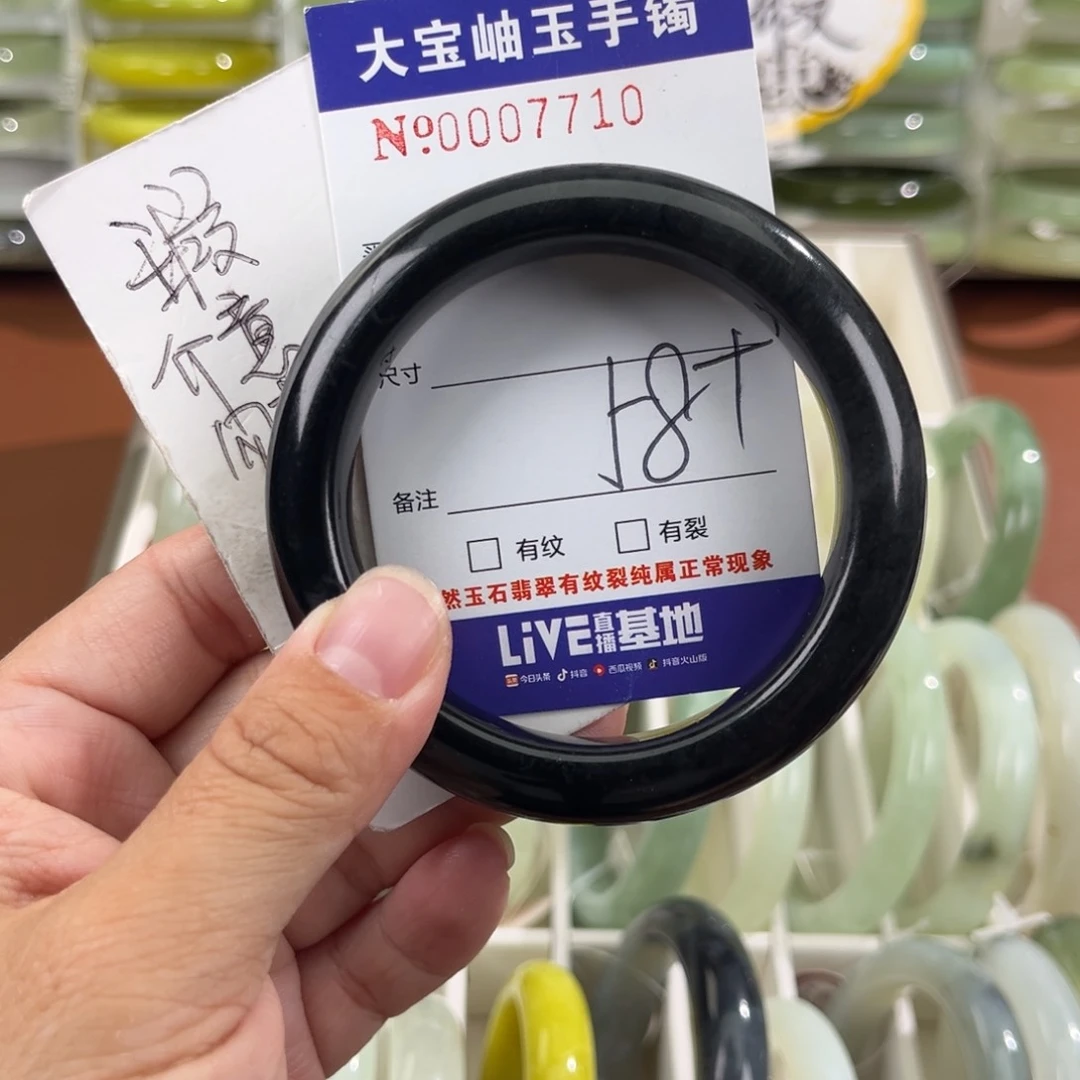 大宝岫玉手镯
№0007710
尺寸
58+
备注
有纹
有裂
然玉石翡翠有纹裂纯属正常现象
LiVE直播基地
今日头条 抖音 西瓜视频 抖音火山版